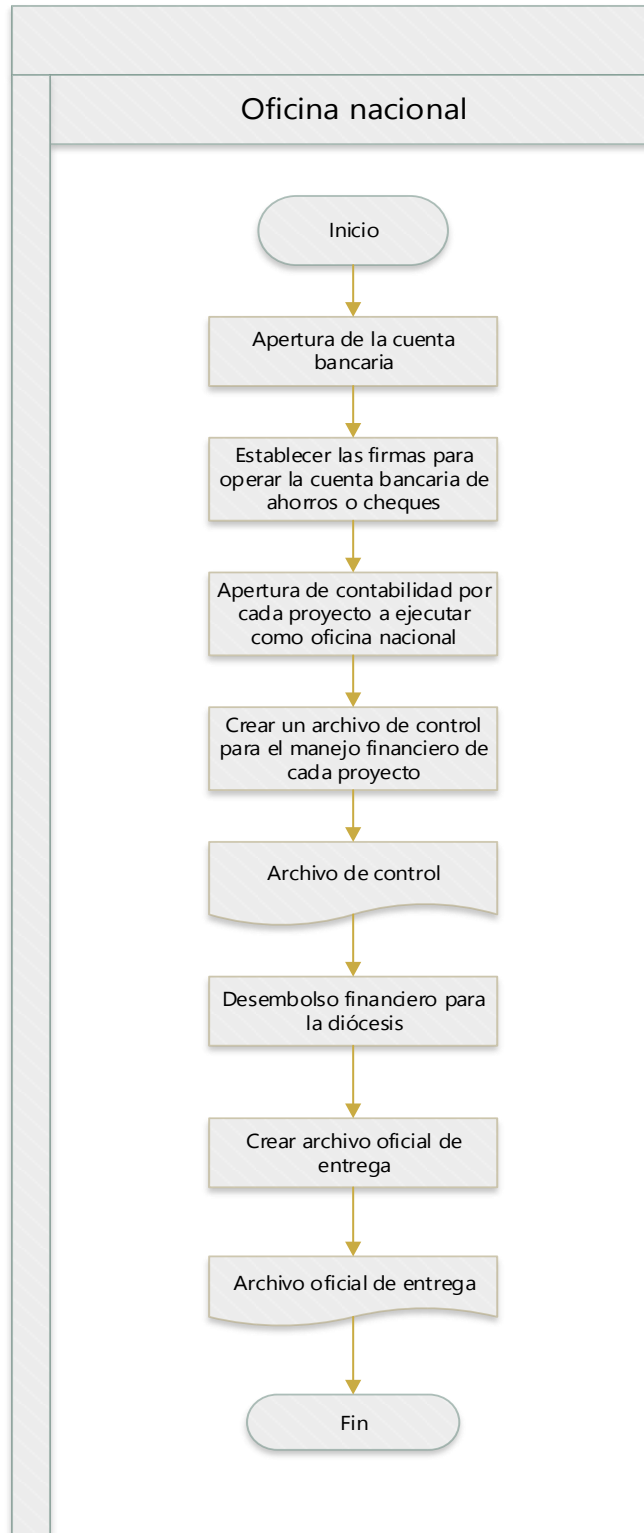 Oficina nacional
Inicio
Apertura de la cuenta
bancaria
Establecer las firmas para
operar la cuenta bancaria de
ahorros o cheques
Apertura de contabilidad por
cada proyecto a ejecutar
como oficina nacional
Crear un archivo de control
para el manejo financiero de
cada proyecto
Archivo de control
Desembolso financiero para
la diócesis
Crear archivo oficial de
entrega
Archivo oficial de entrega
Fin